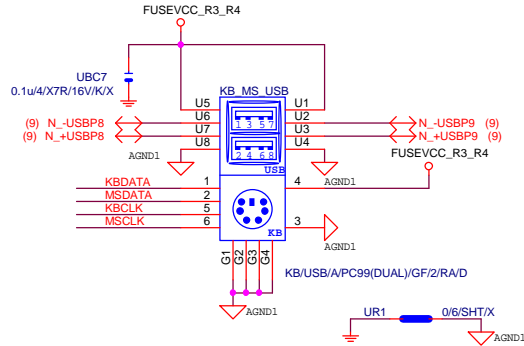 FUSEVCC_R3_R4
UBC7
0.1u/4/X7R/16V/K/X
KB_MS_USB
U5 U1
(9) N_-USBP8 U6 U2 N_-USBP9 (9)
(9) N_+USBP8 U7 U3 N_+USBP9 (9)
U8 U4
1 3 5 7
2 4 6 8
USB
AGND1
FUSEVCC_R3_R4
AGND1
KBDATA 1 4
MSDATA 2
KBCLK 5
MSCLK 6 3
KB
AGND1
G1 G2 G3 G4
KB/USB/A/PC99(DUAL)/GF/2/RA/D
AGND1
UR1 0/6/SHT/X
AGND1